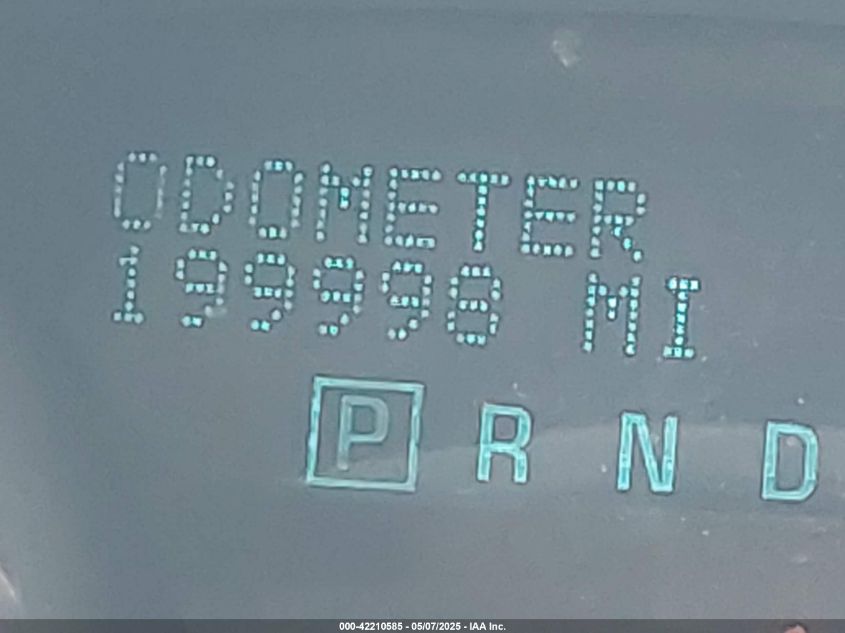 ODOMETER
199998 MI
P R N D
000-42210585 - 05/07/2025 - IAA Inc.